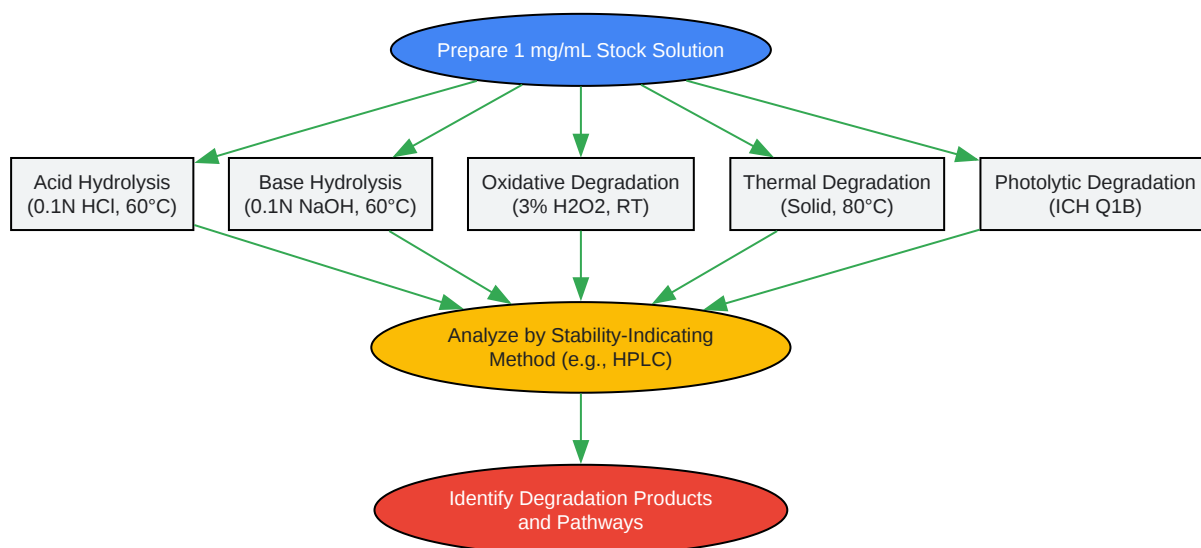 Prepare 1 mg/mL Stock Solution
Acid Hydrolysis
(0.1N HCl, 60°C)
Base Hydrolysis
(0.1N NaOH, 60°C)
Oxidative Degradation
(3% H2O2, RT)
Thermal Degradation
(Solid, 80°C)
Photolytic Degradation
(ICH Q1B)
Analyze by Stability-Indicating
Method (e.g., HPLC)
Identify Degradation Products
and Pathways